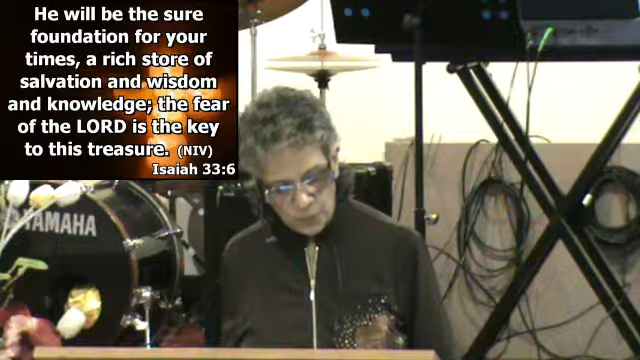 He will be the sure
foundation for your
times, a rich store of
salvation and wisdom
and knowledge; the fear
of the LORD is the key
to this treasure. (NIV)
Isaiah 33:6
YAMAHA